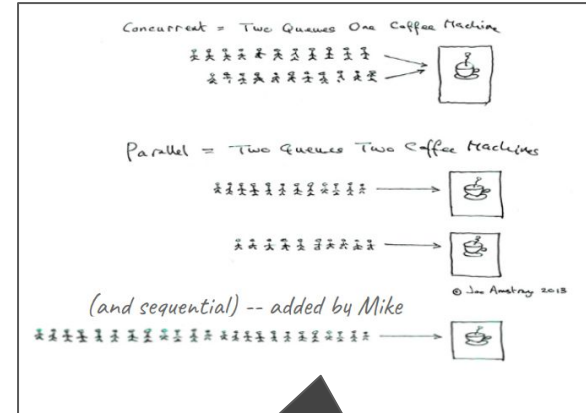 Concurrent = Two Queues One Coffee Machine
Parallel = Two Queues Two Coffee Machines
© Joe Armstrong 2013
(and sequential) -- added by Mike